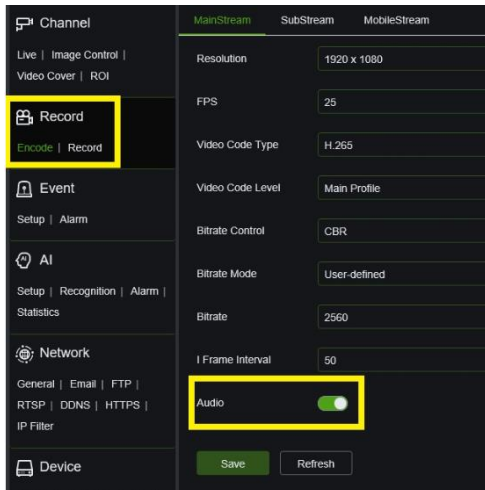 Channel
Live | Image Control |
Video Cover | ROI
Record
Encode | Record
Event
Setup | Alarm
AI
Setup | Recognition | Alarm |
Statistics
Network
General | Email | FTP |
RTSP | DDNS | HTTPS |
IP Filter
Device
MainStream SubStream MobileStream
Resolution 1920 x 1080
FPS 25
Video Code Type H.265
Video Code Level Main Profile
Bitrate Control CBR
Bitrate Mode User-defined
Bitrate 2560
I Frame Interval 50
Audio
Save Refresh